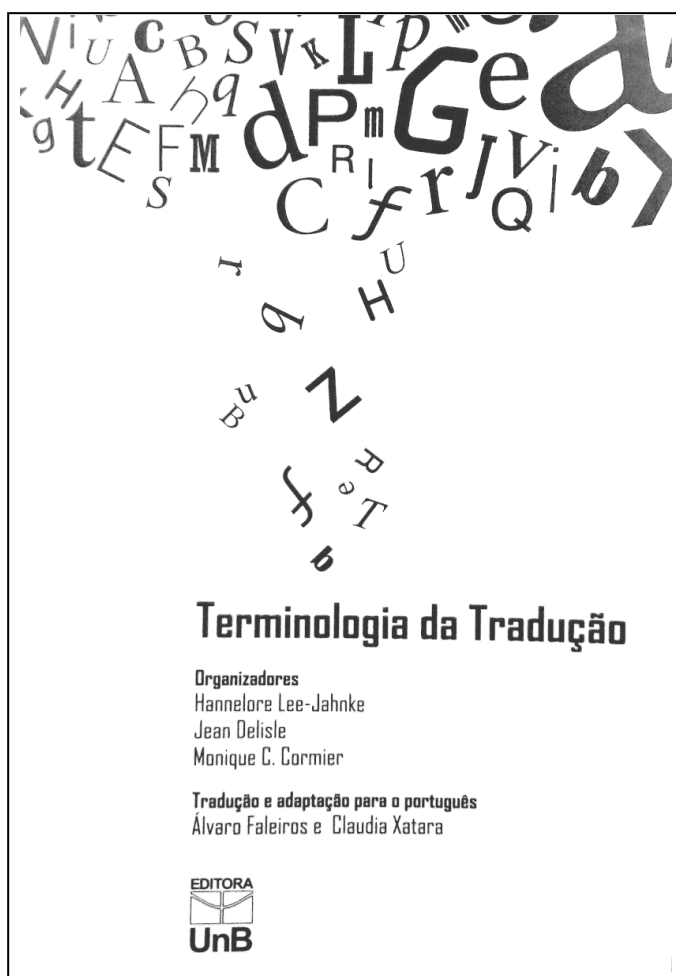 Terminologia da Tradução
Organizadores
Hannelore Lee-Jahnke
Jean Delisle
Monique C. Cormier
Tradução e adaptação para o português
Álvaro Faleiros e Claudia Xatara
EDITORA
UnB